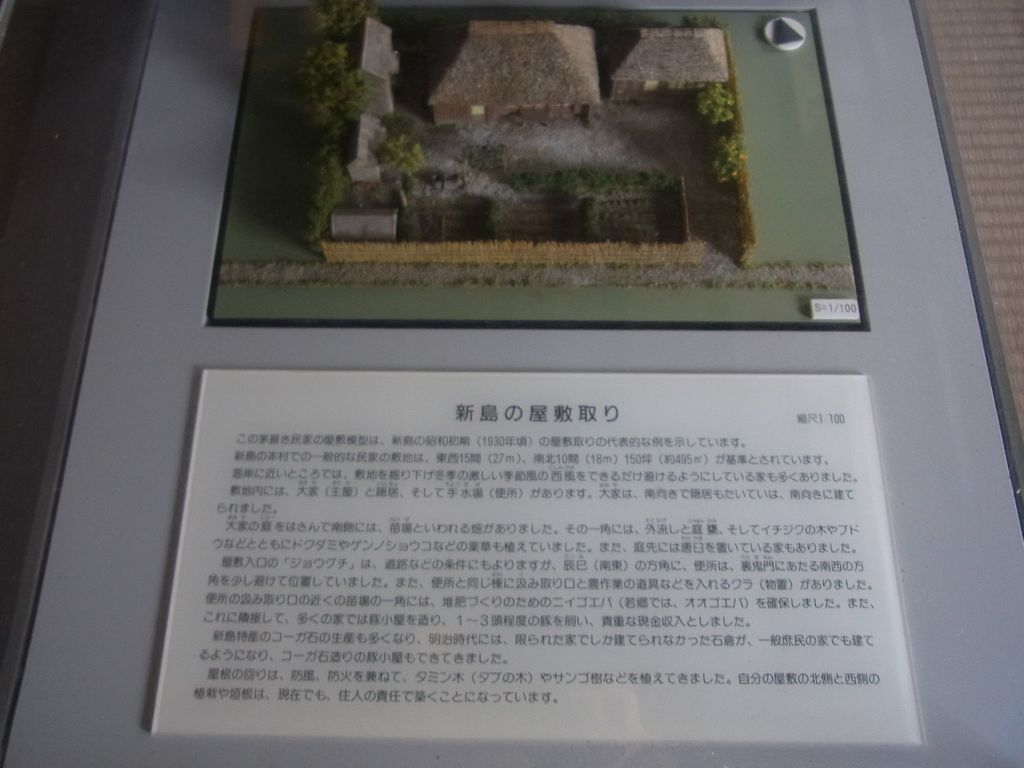 S=1/100
新島の屋敷取り
縮尺1/100
この茅葺き民家の屋敷模型は、新島の昭和初期（1930年頃）の屋敷取りの代表的な例を示しています。
新島の本村での一般的な民家の敷地は、東西15間（27m）、南北10間（18m）150坪（約495㎡）が基準とされています。
海岸に近いところでは、敷地を掘り下げ冬季の激しい季節風の西風をできるだけ避けるようにしている家も多くありました。
敷地内には、大家（主屋）と隠居、そして手水場（便所）があります。大家は、南向きで隠居もたいていは、南向きに建て
られました。
大家の庭をはさんで南側には、苗場といわれる畑がありました。その一角には、外流しと庭甕、そしてイチジクの木やブド
ウなどとともにドクダミやゲンノショウコなどの薬草も植えていました。また、庭先には唐臼を置いている家もありました。
屋敷入口の「ジョウグチ」は、道路などの条件にもよりますが、辰巳（南東）の方角に、便所は、裏鬼門にあたる南西の方
角を少し避けて位置していました。また、便所と同じ棟に汲み取り口と農作業の道具などを入れるクラ（物置）がありました。
便所の汲み取り口の近くの苗場の一角には、堆肥づくりのためのニイゴエバ（若郷では、オオゴエバ）を確保しました。また、
これに隣接して、多くの家では豚小屋を造り、1～3頭程度の豚を飼い、貴重な現金収入としました。
新島特産のコーガ石の生産も多くなり、明治時代には、限られた家でしか建てられなかった石倉が、一般庶民の家でも建て
るようになり、コーガ石造りの豚小屋もできてきました。
屋根の回りは、防風、防火を兼ねて、タミン木（タブの木）やサンゴ樹などを植えてきました。自分の屋敷の北側と西側の
植栽や垣根は、現在でも、住人の責任で築くことになっています。